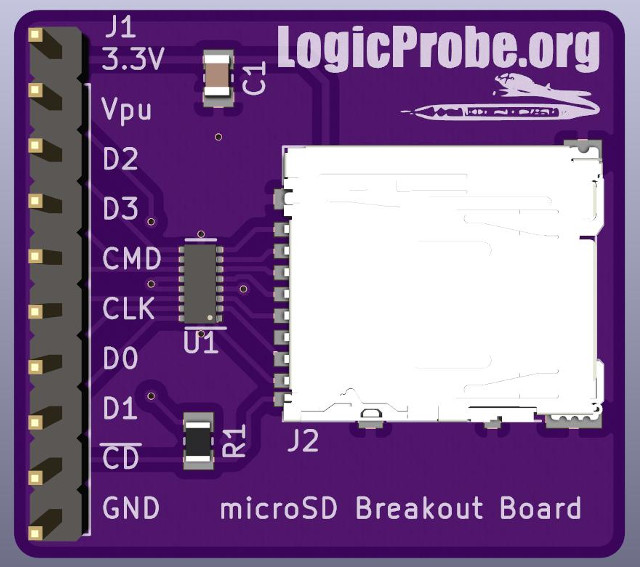 J1
3.3V
Vpu
D2
D3
CMD
CLK
D0
D1
CD
GND
C1
LogicProbe.org
U1
R1
J2
microSD Breakout Board